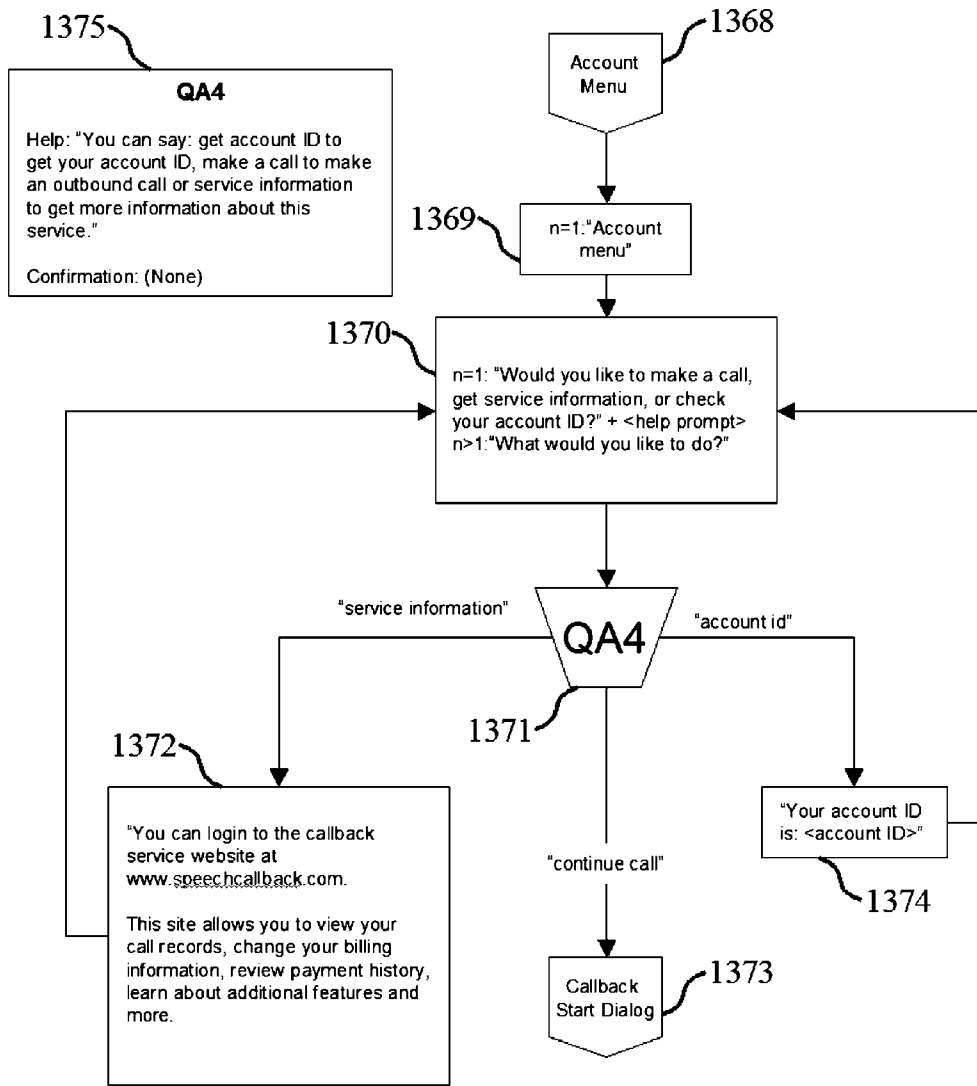 1375
QA4
Help: “You can say: get account ID to
get your account ID, make a call to make
an outbound call or service information
to get more information about this
service.”
Confirmation: (None)
1368
Account
Menu
1369
n=1:“Account
menu”
1370
n=1: “Would you like to make a call,
get service information, or check
your account ID?” + <help prompt>
n>1:“What would you like to do?”
“service information”
QA4
“account id”
1371
1372
“You can login to the callback
service website at
www.speechcallback.com.
This site allows you to view your
call records, change your billing
information, review payment history,
learn about additional features and
more.
“continue call”
“Your account ID
is: <account ID>”
1374
Callback
Start Dialog
1373